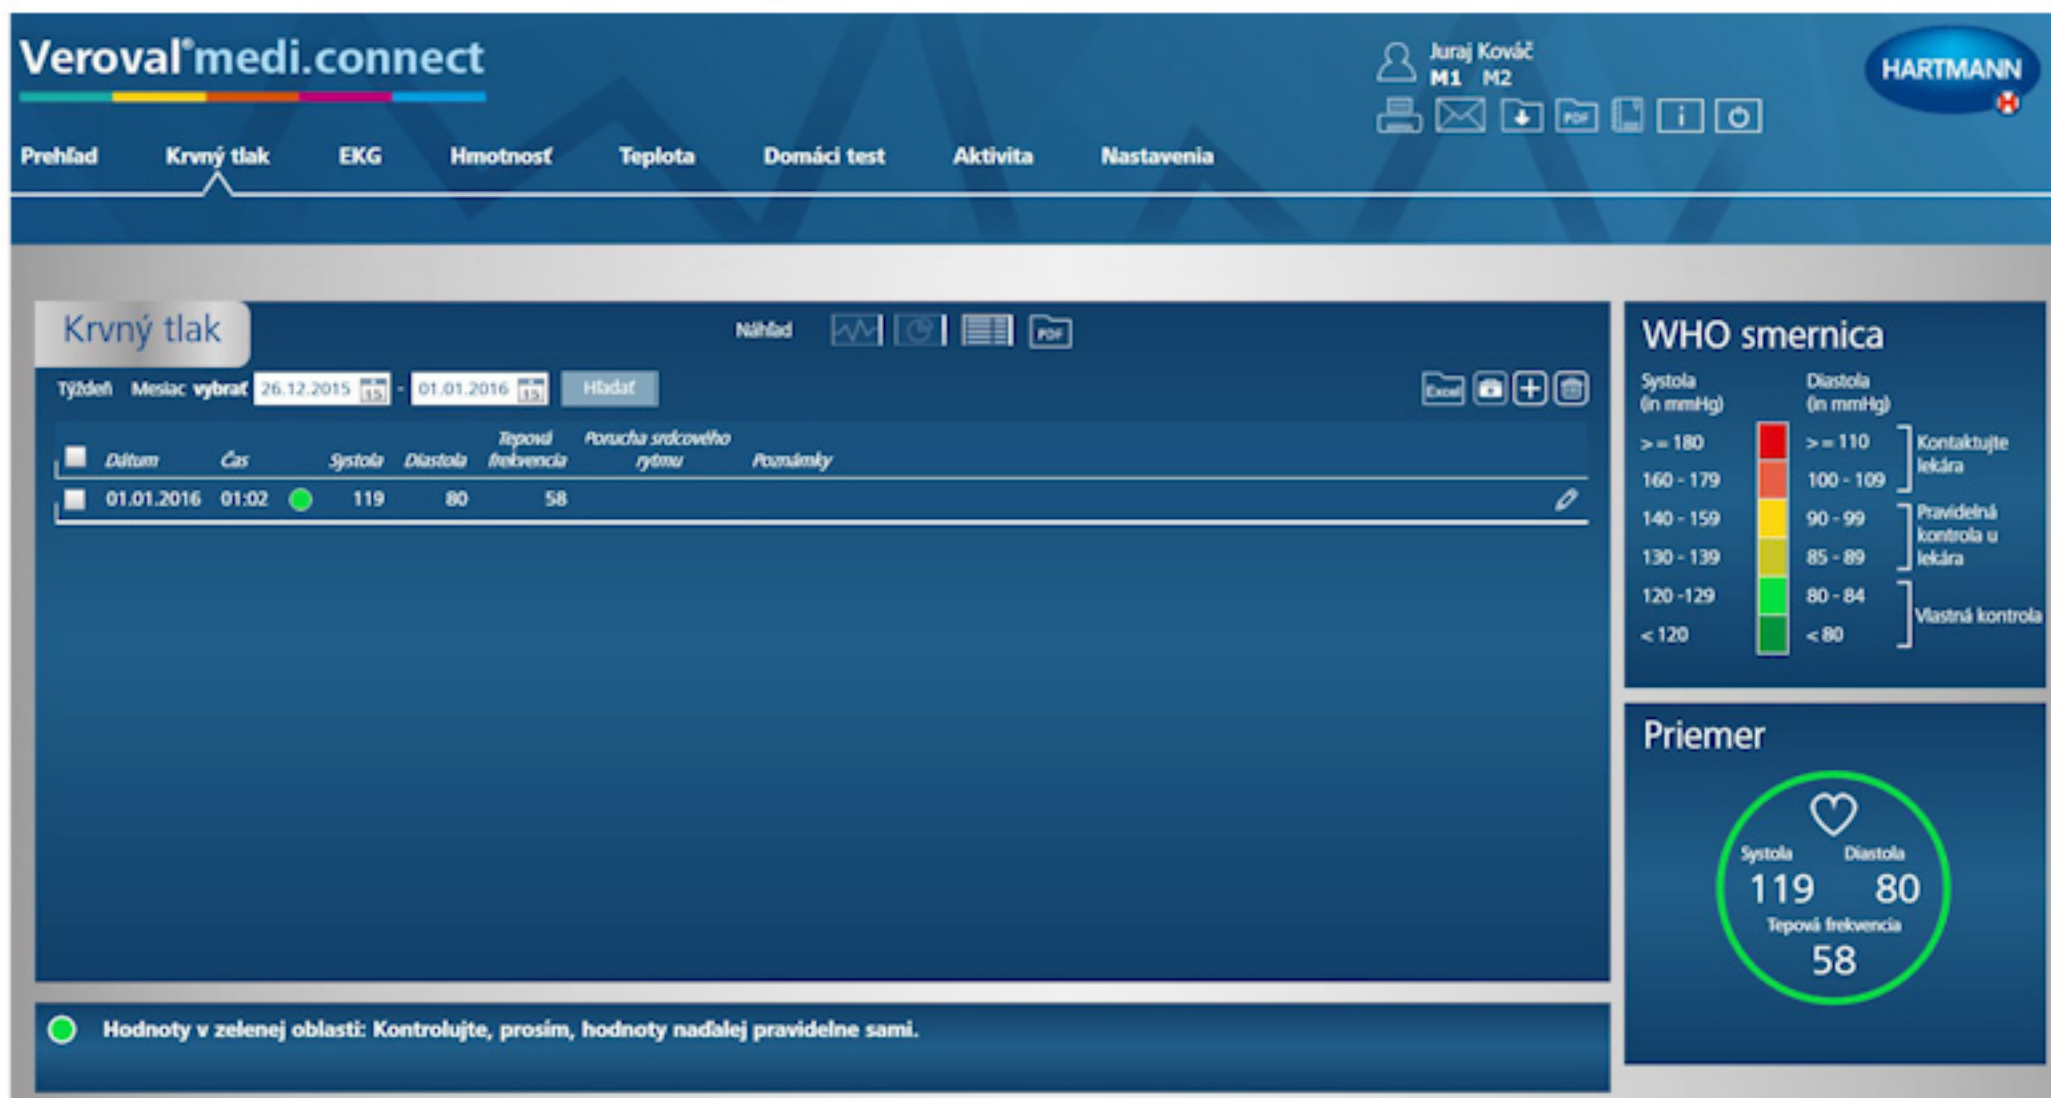 Veroval® medi.connect
Juraj Kováč
M1 M2
HARTMANN
PDF
i
Prehľad Krvný tlak EKG Hmotnosť Teplota Domáci test Aktivita Nastavenia
Krvný tlak
Náhľad
PDF
Týždeň Mesiac vybrať 26.12.2015 15 - 01.01.2016 15 Hľadať
Excel
Dátum Čas Systola Diastola Tepová frekvencia Porucha srdcového rytmu Poznámky
01.01.2016 01:02 119 80 58
Hodnoty v zelenej oblasti: Kontrolujte, prosím, hodnoty naďalej pravidelne sami.
WHO smernica
Systola Diastola
(in mmHg) (in mmHg)
>= 180 >= 110 Kontaktujte
lekára
160 - 179 100 - 109
140 - 159 90 - 99 Pravidelná
kontrola u
130 - 139 85 - 89 lekára
120 -129 80 - 84
Vlastná kontrola
< 120 < 80
Priemer
Systola Diastola
119 80
Tepová frekvencia
58